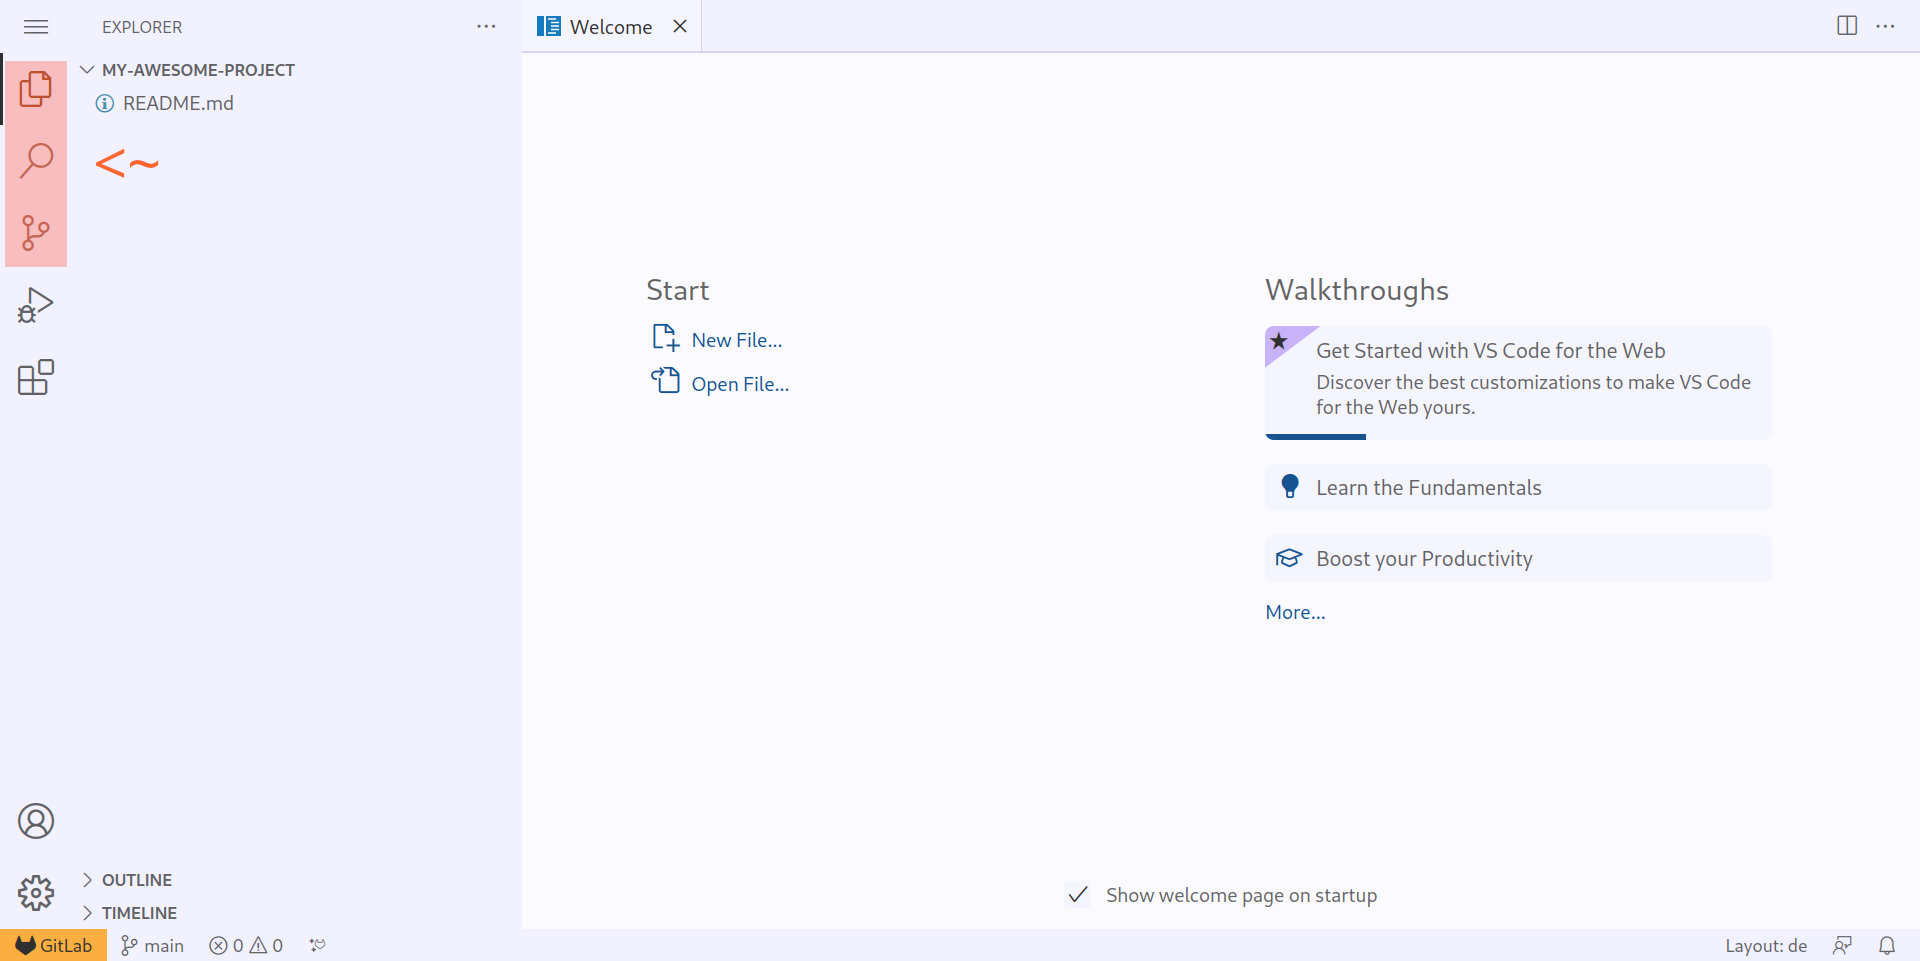 EXPLORER
Welcome
MY-AWESOME-PROJECT
README.md
<~
Start
New File...
Open File...
Walkthroughs
Get Started with VS Code for the Web
Discover the best customizations to make VS Code
for the Web yours.
Learn the Fundamentals
Boost your Productivity
More...
OUTLINE
TIMELINE
Show welcome page on startup
GitLab main 0 0 Layout: de